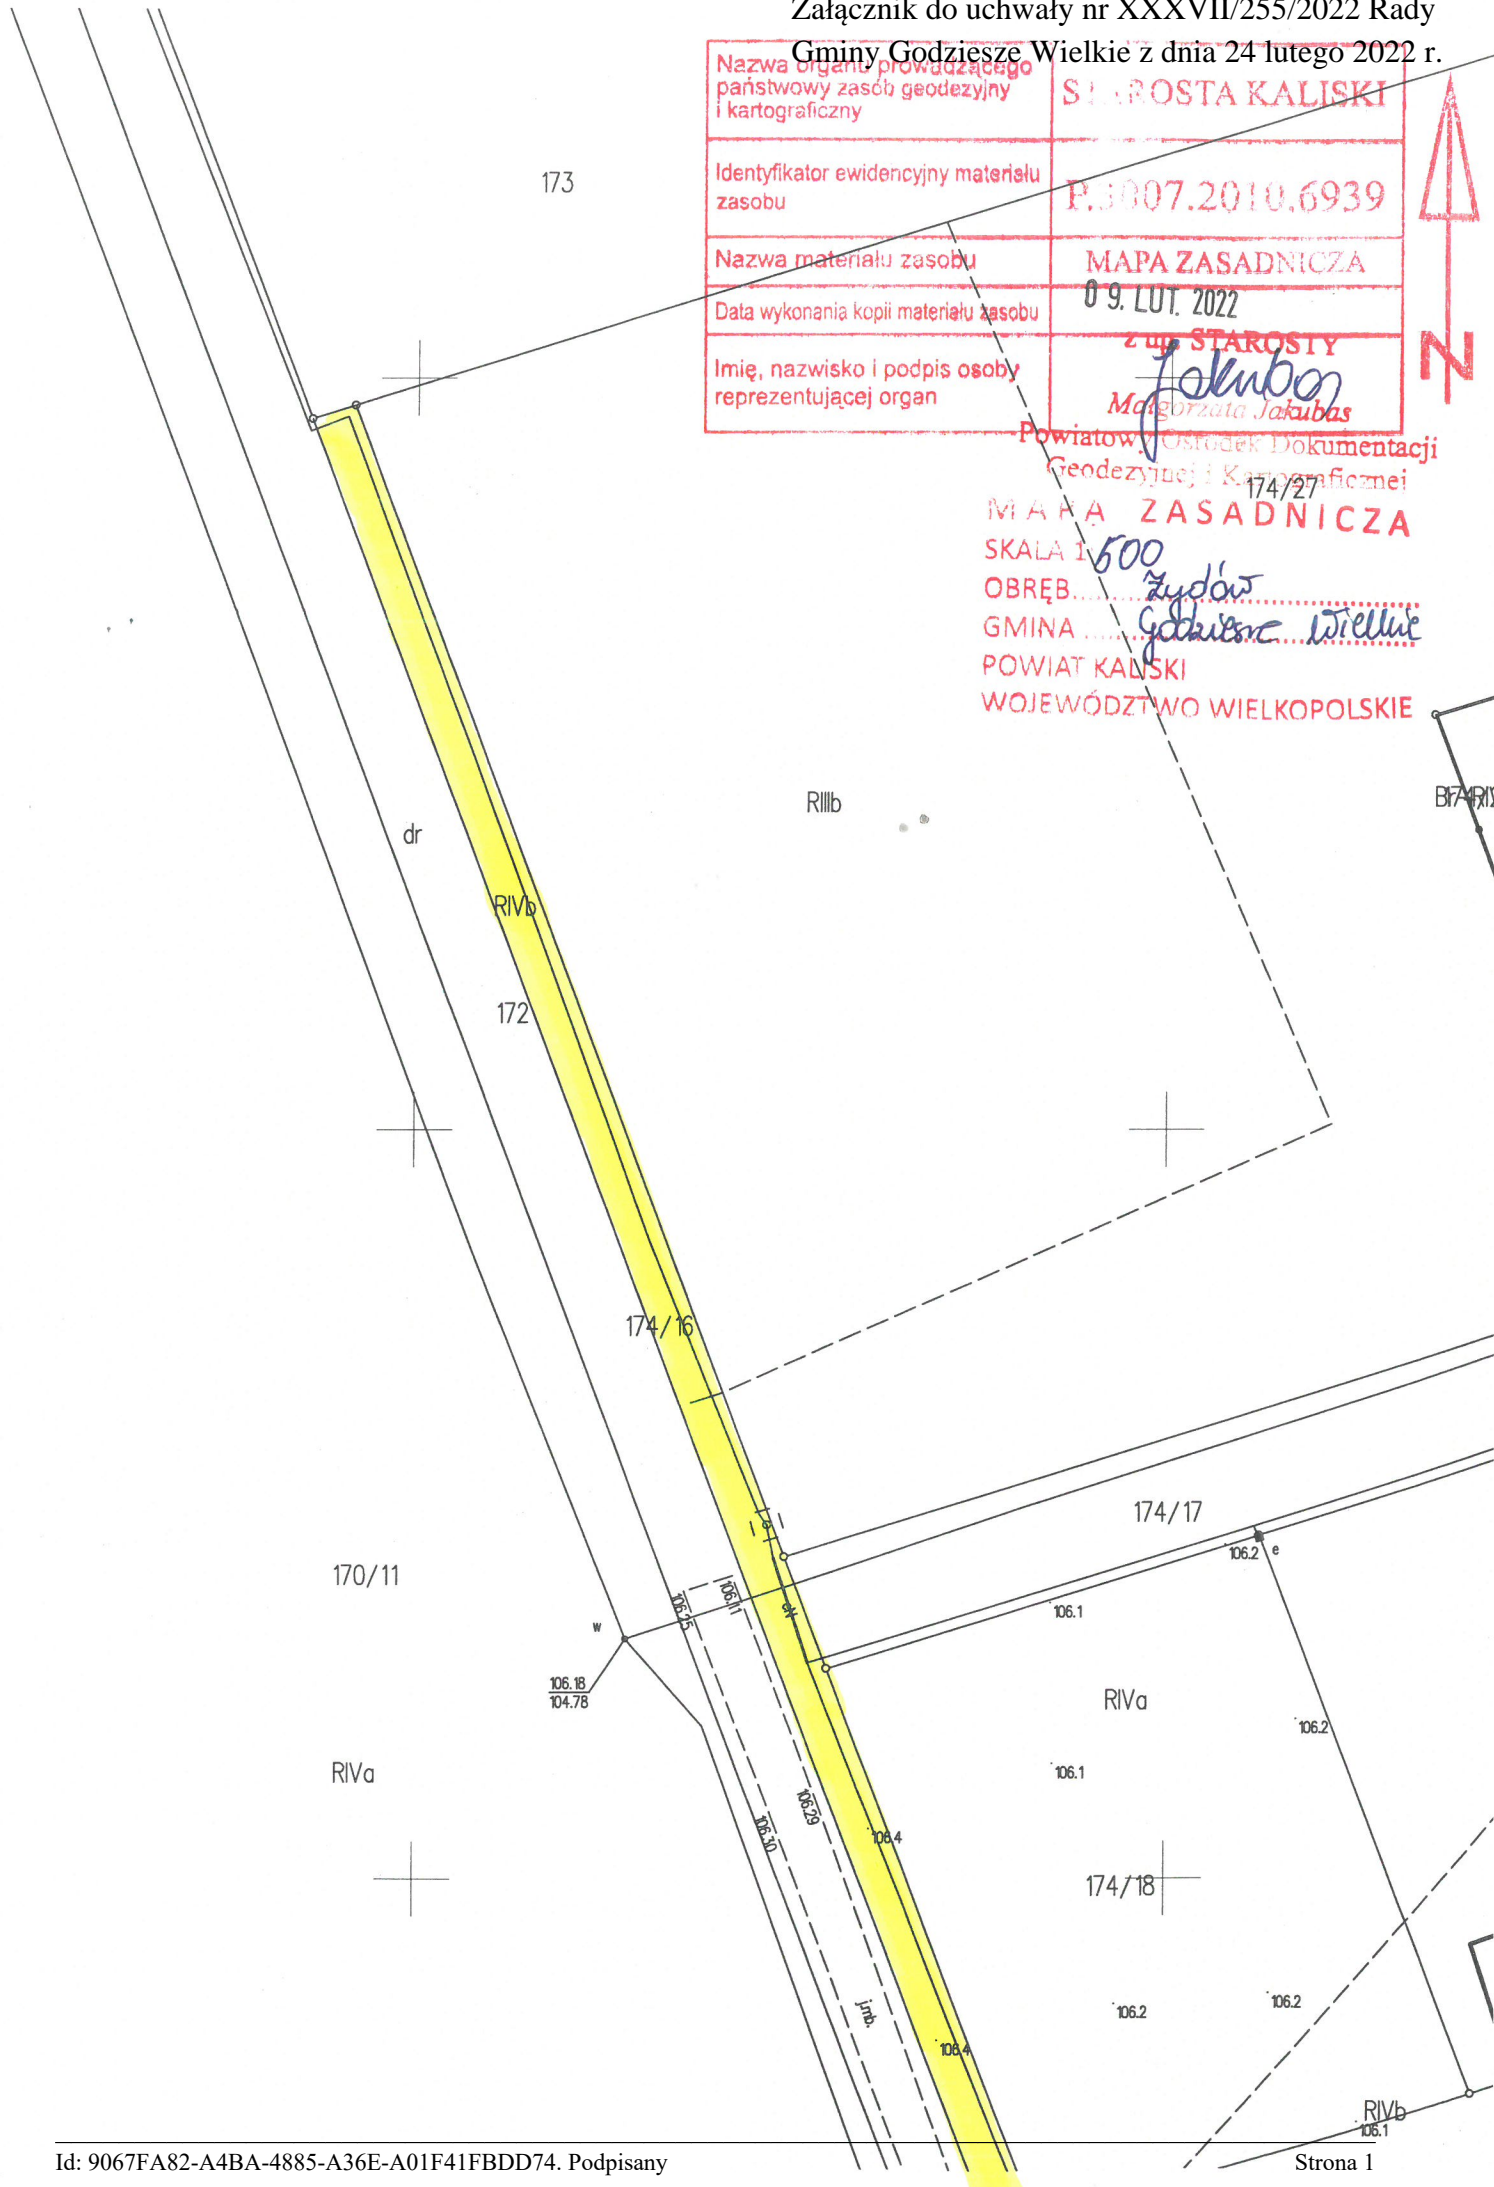 Załącznik do uchwały nr XXXVII/255/2022 Rady
Gminy Godziesze Wielkie z dnia 24 lutego 2022 r.
Nazwa organu prowadzącego
państwowy zasób geodezyjny
i kartograficzny
STAROSTA KALISKI
Identyfikator ewidencyjny materiału
zasobu
P.3007.2010.6939
Nazwa materiału zasobu
MAPA ZASADNICZA
Data wykonania kopii materiału zasobu
09. LUT. 2022
Imię, nazwisko i podpis osoby
reprezentującej organ
z up. STAROSTY
Jakubas
Małgorzata Jakubas
Powiatowy Ośrodek Dokumentacji
Geodezyjnej i Kartograficznej
MAPA ZASADNICZA
SKALA 1 500
OBRĘB Żydów
GMINA Godziesze Wielkie
POWIAT KALISKI
WOJEWÓDZTWO WIELKOPOLSKIE
N
173
174/27
RIIIb
dr
RIVb
172
174/16
174/17
106.2 e
170/11
106.25
106.11
106.1
w
106.18
104.78
RIVa
106.2
RIVa
106.1
106.29
106.30
106.4
174/18
j.mb.
106.2
106.2
106.4
RIVb
106.1
Id: 9067FA82-A4BA-4885-A36E-A01F41FBDD74. Podpisany
Strona 1